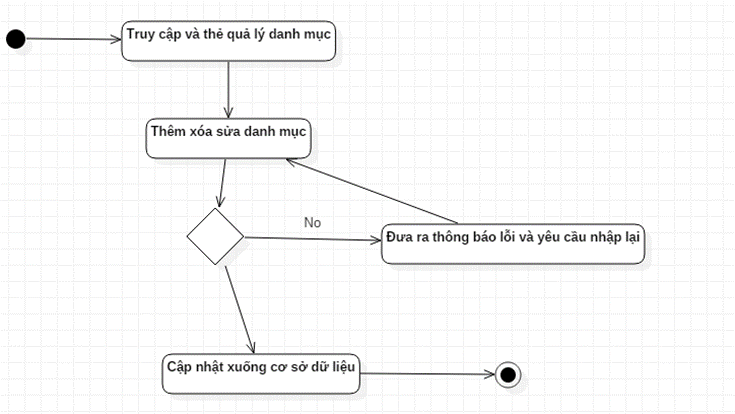 Truy cập và thẻ quả lý danh mục
Thêm xóa sửa danh mục
No
Đưa ra thông báo lỗi và yêu cầu nhập lại
Cập nhật xuống cơ sở dữ liệu